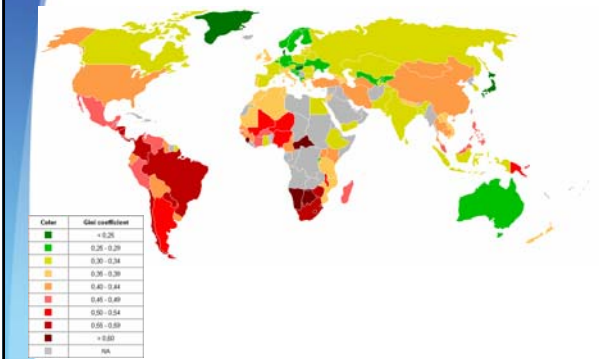 Color Gini coefficient
< 0,25
0,25 - 0,29
0,30 - 0,34
0,35 - 0,39
0,40 - 0,44
0,45 - 0,49
0,50 - 0,54
0,55 - 0,59
> 0,60
NA